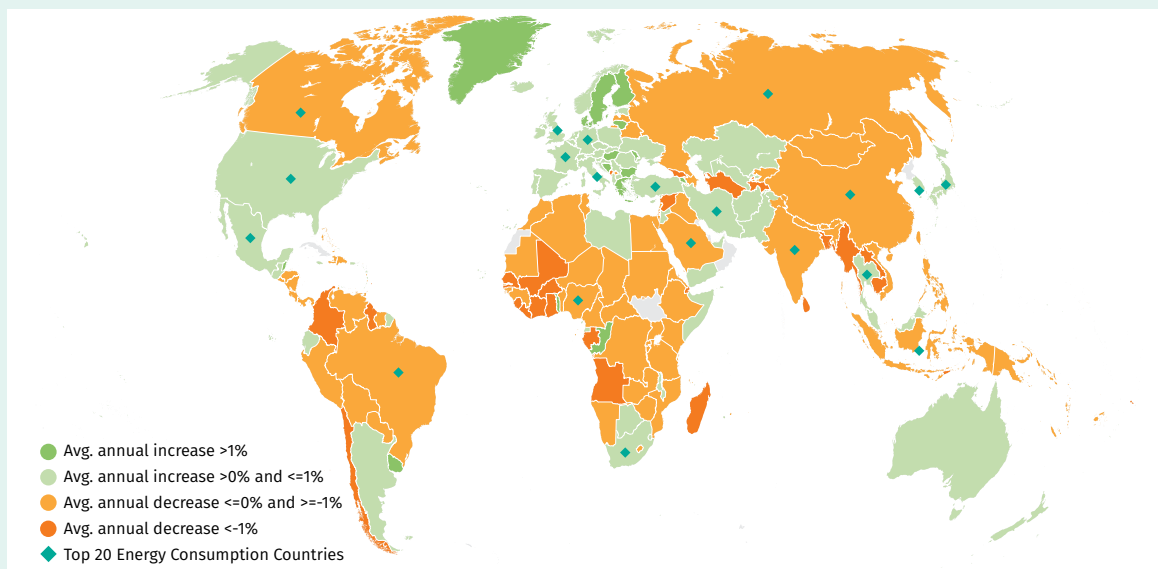 Avg. annual increase >1%
Avg. annual increase >0% and <=1%
Avg. annual decrease <=0% and >=-1%
Avg. annual decrease <-1%
Top 20 Energy Consumption Countries